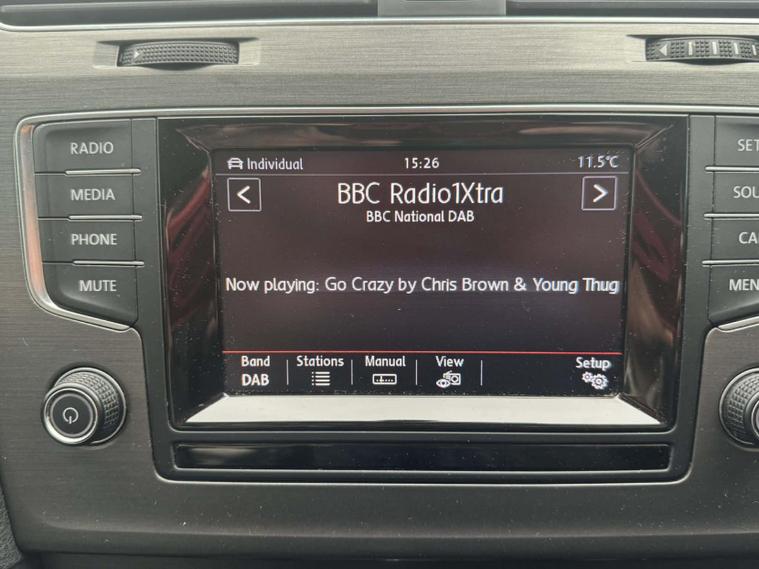 RADIO
MEDIA
PHONE
MUTE
Individual 15:26 11.5°C
< BBC Radio1Xtra >
BBC National DAB
Now playing: Go Crazy by Chris Brown & Young Thug
Band Stations Manual View Setup
DAB